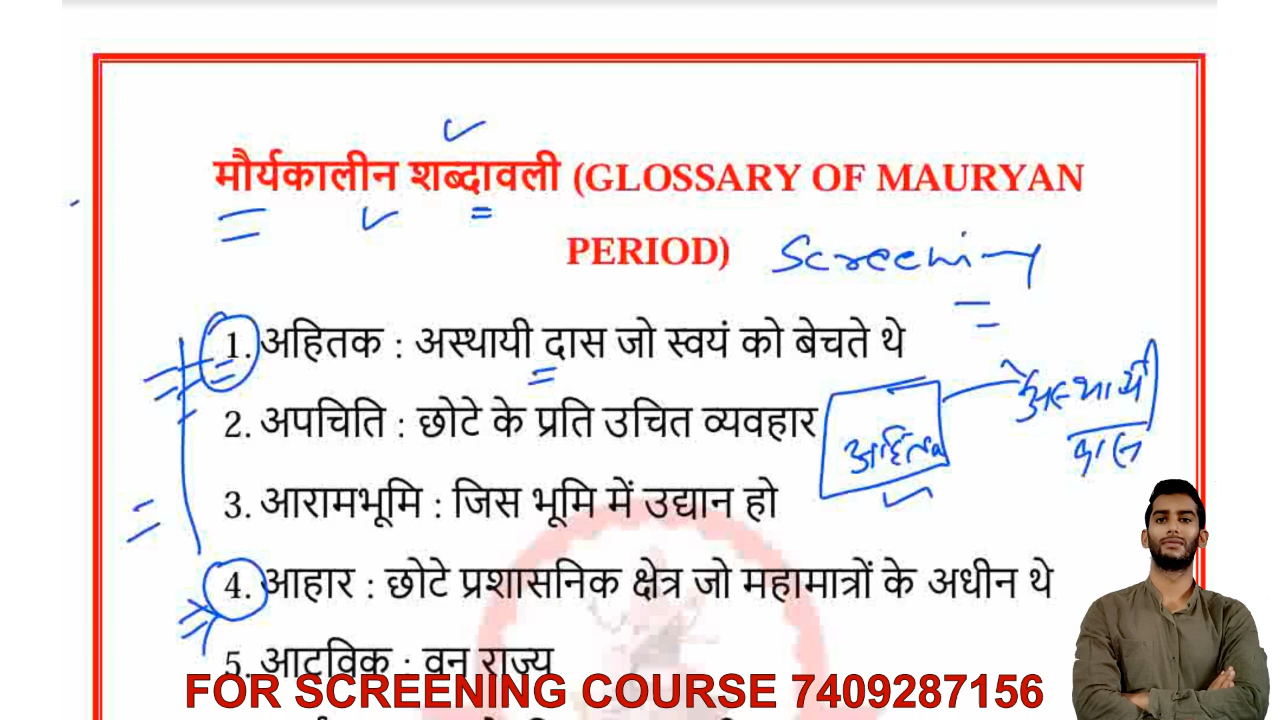 मौर्यकालीन शब्दावली (GLOSSARY OF MAURYAN
PERIOD)
Screening
1. अहितक : अस्थायी दास जो स्वयं को बेचते थे
अस्थायी
दास
2. अपचिति : छोटे के प्रति उचित व्यवहार
अहितक
3. आरामभूमि : जिस भूमि में उद्यान हो
4. आहार : छोटे प्रशासनिक क्षेत्र जो महामात्रों के अधीन थे
5. आटविक : वन राज्य
FOR SCREENING COURSE 7409287156